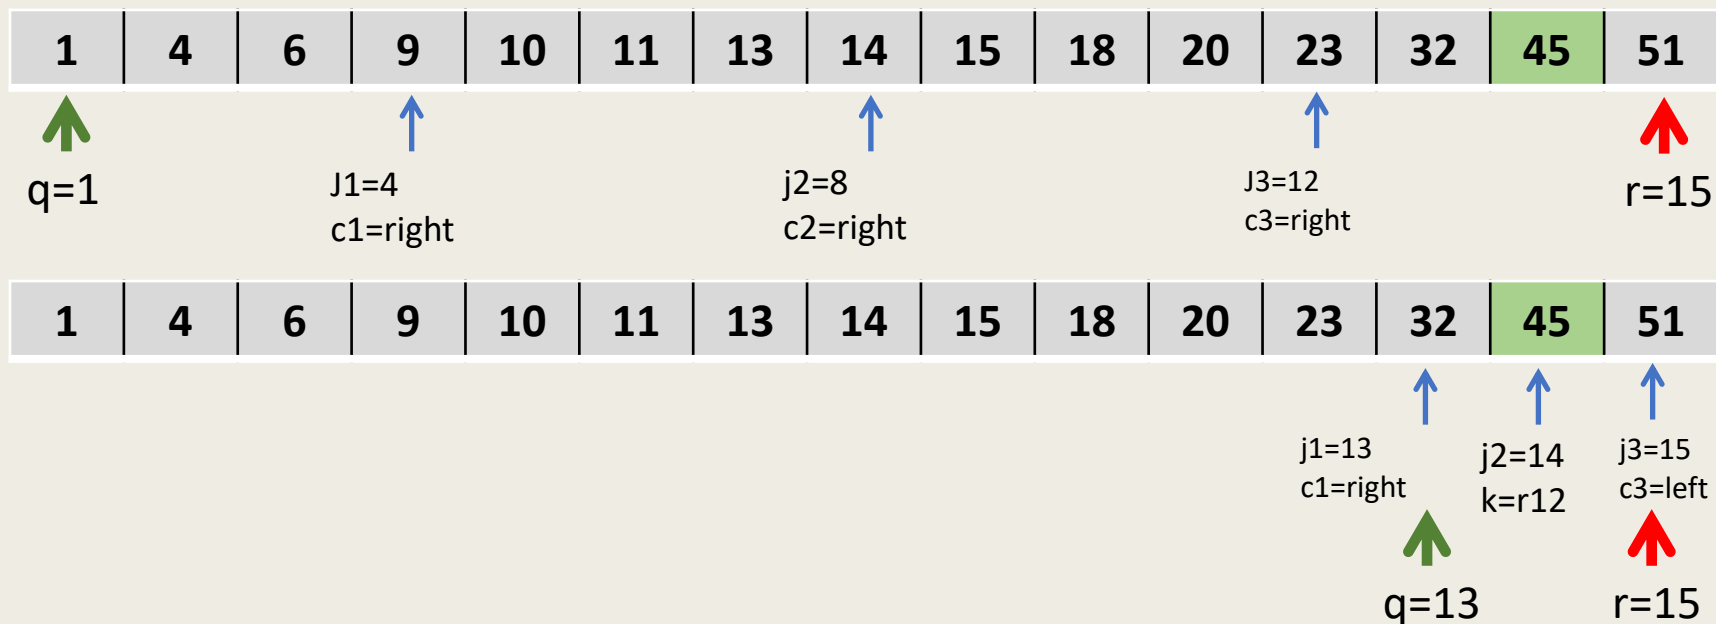 1 4 6 9 10 11 13 14 15 18 20 23 32 45 51
q=1
J1=4
c1=right
j2=8
c2=right
J3=12
c3=right
r=15
1 4 6 9 10 11 13 14 15 18 20 23 32 45 51
j1=13
c1=right
j2=14
k=r12
j3=15
c3=left
q=13
r=15